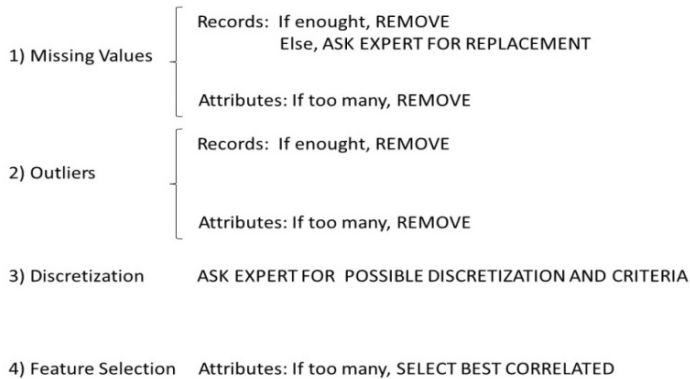 Records: If enought, REMOVE
Else, ASK EXPERT FOR REPLACEMENT
1) Missing Values
Attributes: If too many, REMOVE
Records: If enought, REMOVE
2) Outliers
Attributes: If too many, REMOVE
3) Discretization ASK EXPERT FOR POSSIBLE DISCRETIZATION AND CRITERIA
4) Feature Selection Attributes: If too many, SELECT BEST CORRELATED